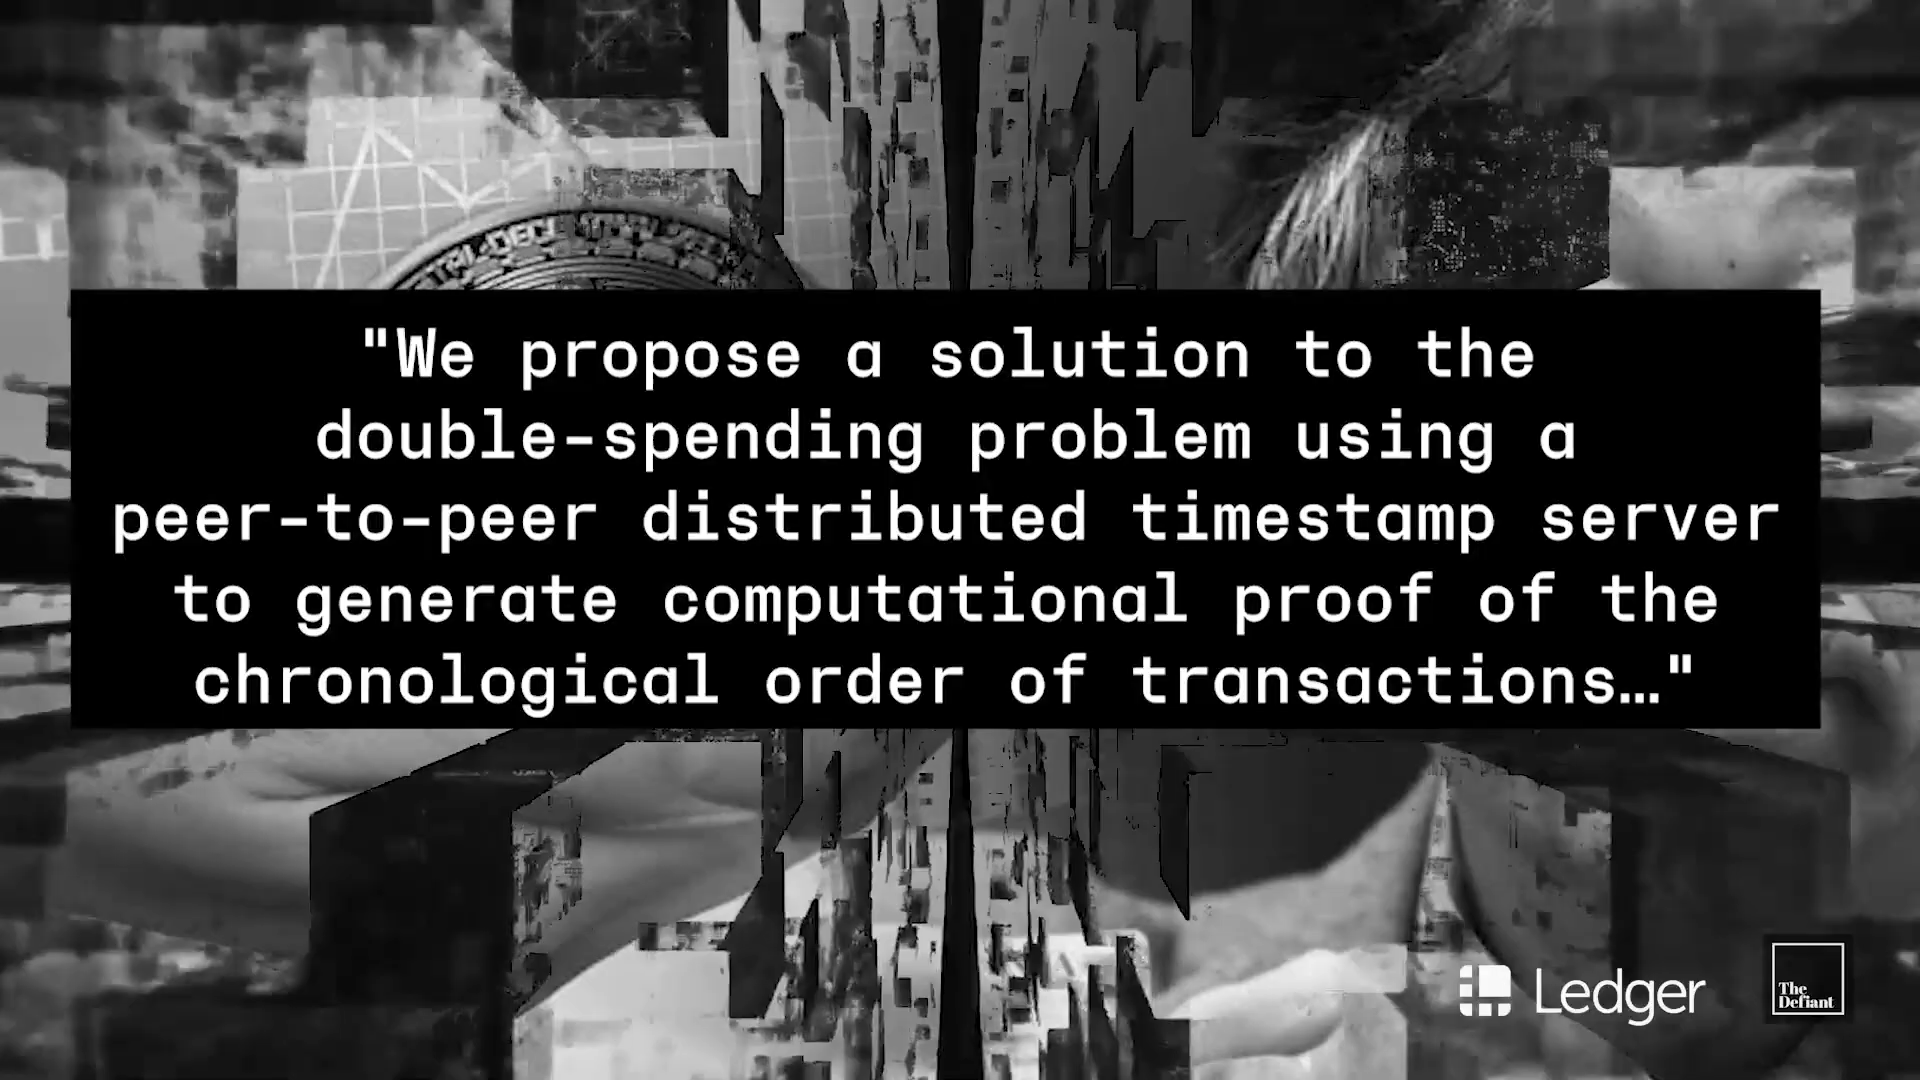 "We propose a solution to the
double-spending problem using a
peer-to-peer distributed timestamp server
to generate computational proof of the
chronological order of transactions…"
Ledger
The
Defiant